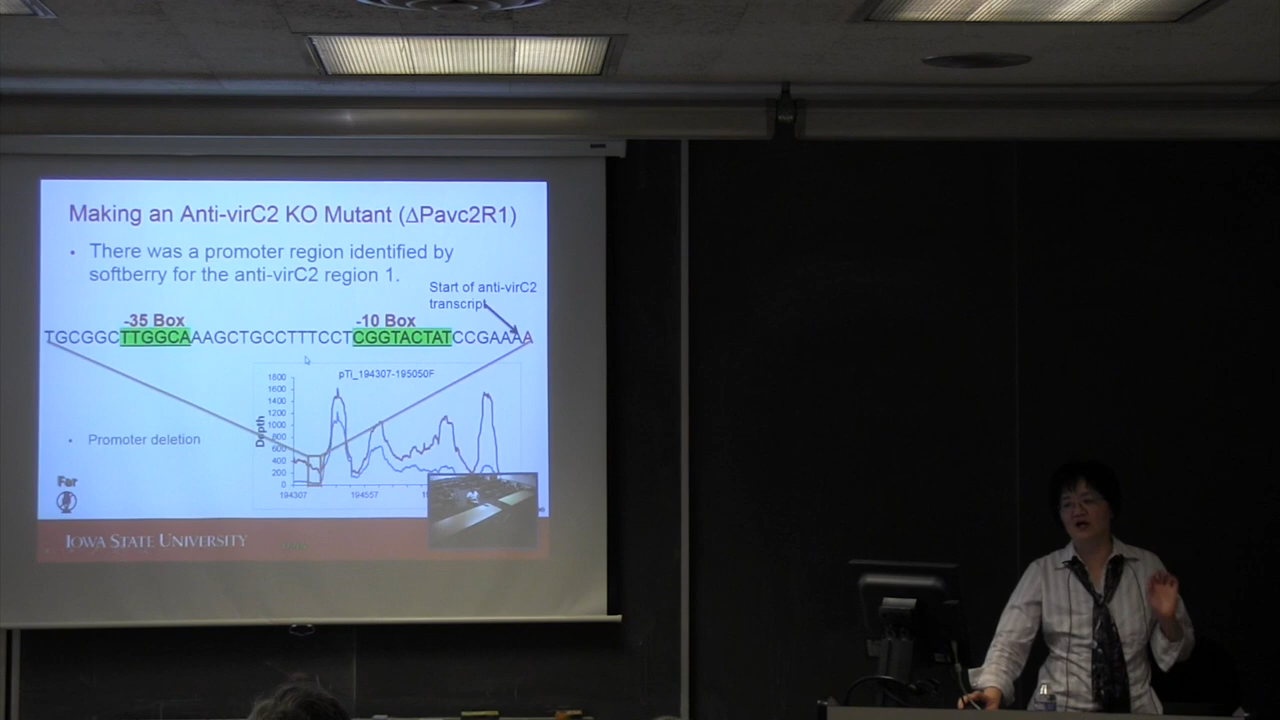 Making an Anti-virC2 KO Mutant (ΔPavc2R1)
• There was a promoter region identified by
softberry for the anti-virC2 region 1.
Start of anti-virC2
transcript
-35 Box
-10 Box
TGCGGCTTGGCAAAGCTGCCTTTCCTCGGTACTATCCGAAAA
pTi_194307-195050F
Depth
1800
1600
1400
1200
1000
800
600
400
200
0
194307
194557
• Promoter deletion
Far
IOWA STATE UNIVERSITY